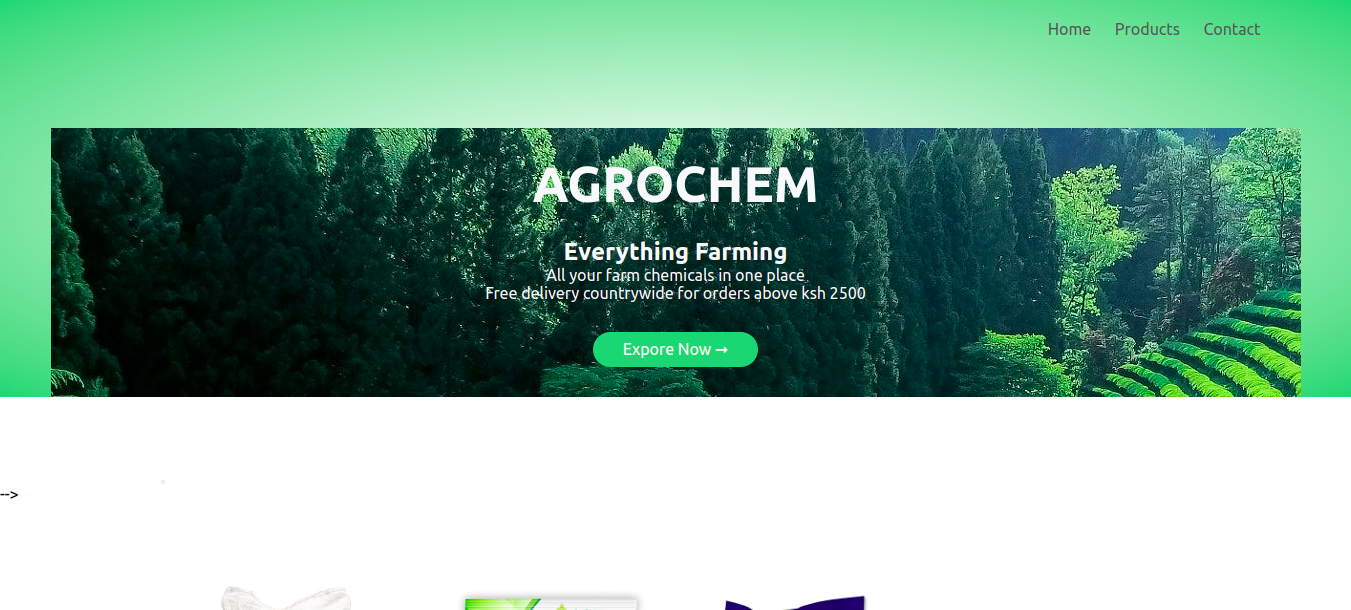 Home Products Contact
AGROCHEM
Everything Farming
All your farm chemicals in one place
Free delivery countrywide for orders above ksh 2500
Expore Now ➞
-->